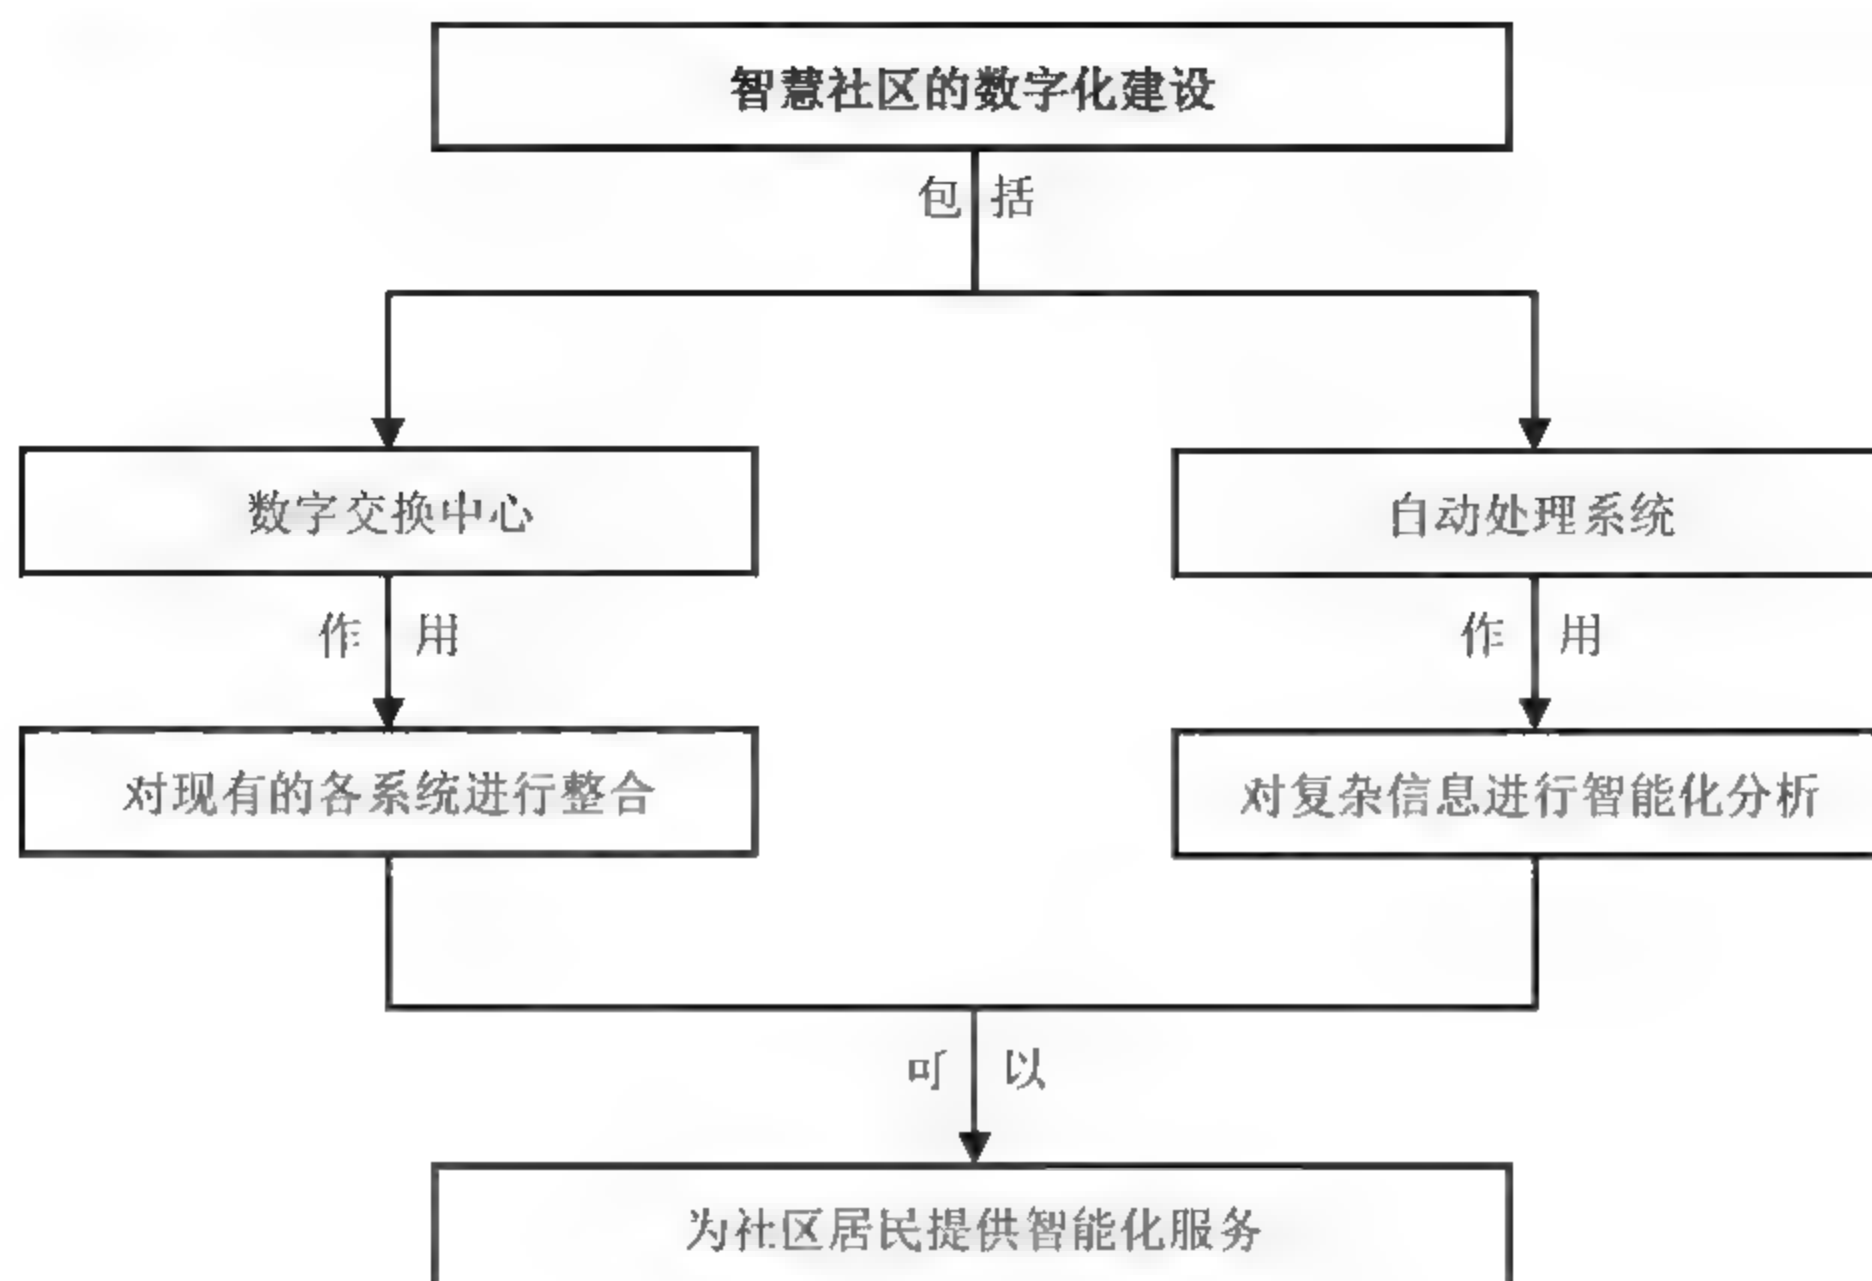 智慧社区的数字化建设
包括
数字交换中心
自动处理系统
作用
作用
对现有的各系统进行整合
对复杂信息进行智能化分析
可以
为社区居民提供智能化服务